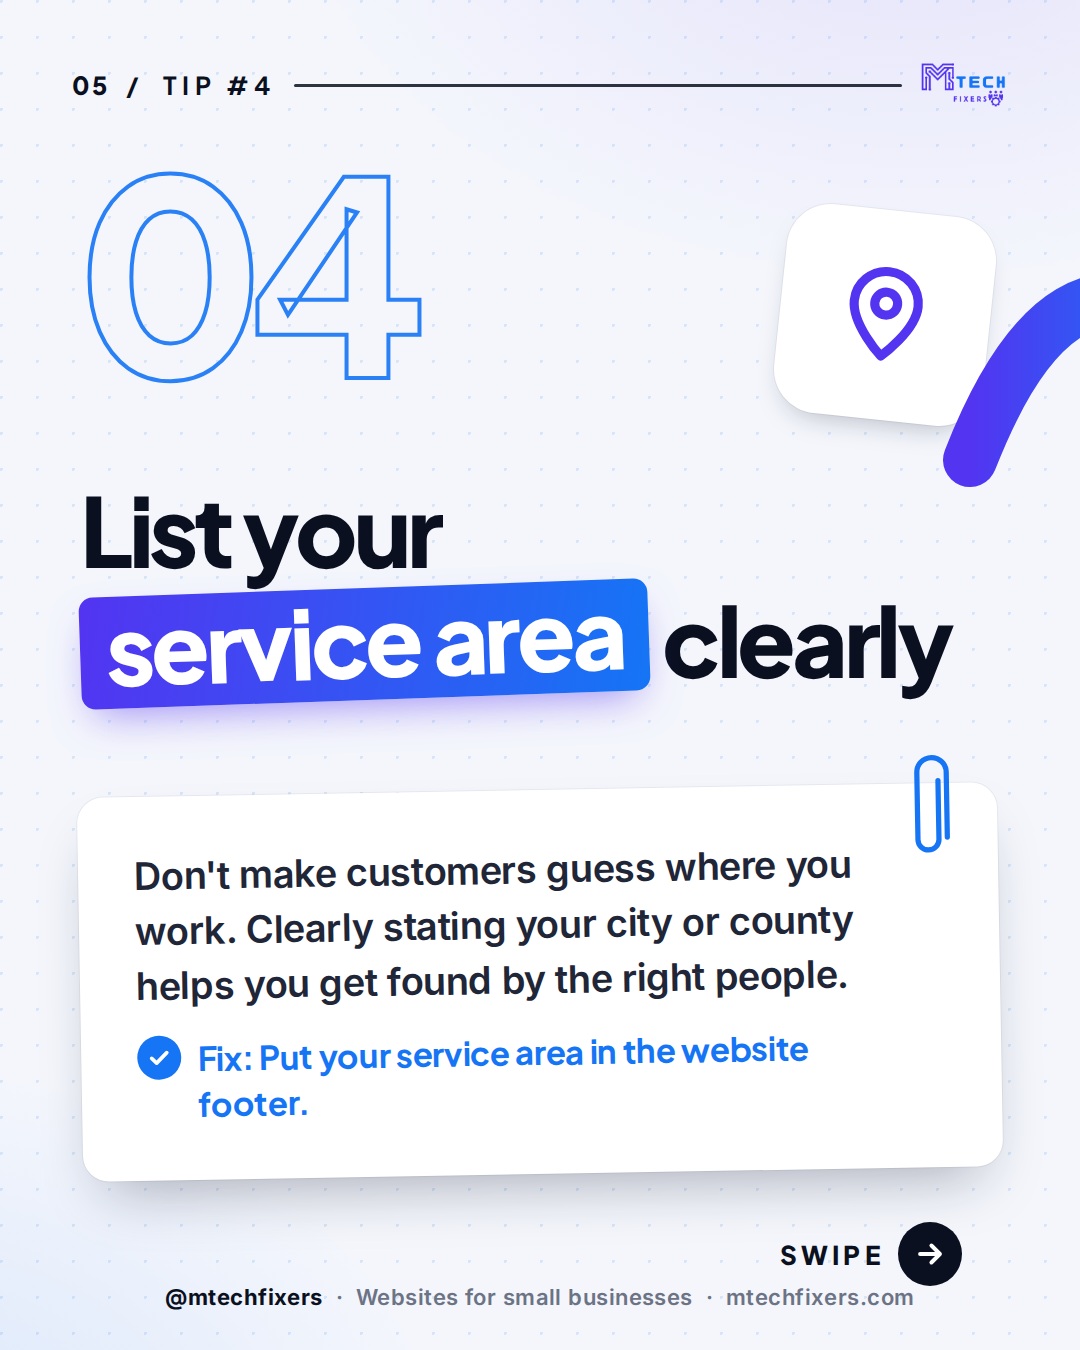 05 / TIP #4
MTECH
FIXERS
04
List your
service area clearly
Don't make customers guess where you
work. Clearly stating your city or county
helps you get found by the right people.
Fix: Put your service area in the website
footer.
SWIPE
@mtechfixers · Websites for small businesses · mtechfixers.com